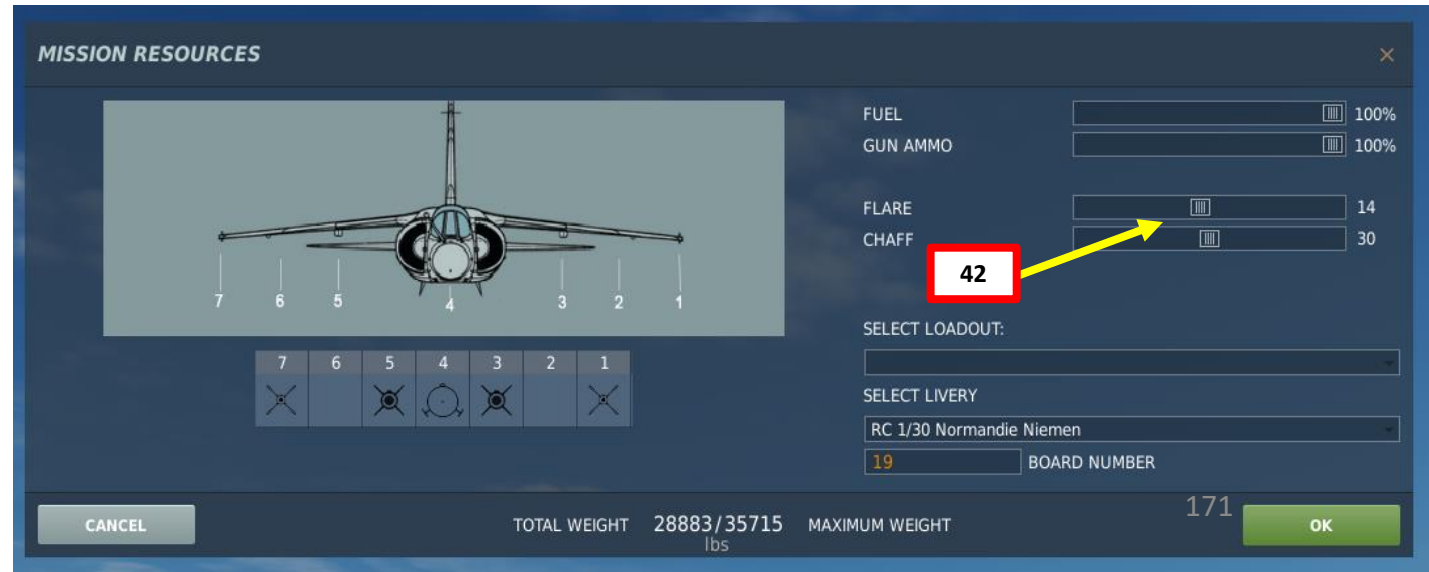 MISSION RESOURCES
×
FUEL 100%
GUN AMMO 100%
FLARE 14
CHAFF 30
42
7 6 5 4 3 2 1
SELECT LOADOUT:
7 6 5 4 3 2 1
SELECT LIVERY
RC 1/30 Normandie Niemen
19 BOARD NUMBER
171
CANCEL TOTAL WEIGHT 28883/35715 MAXIMUM WEIGHT OK
lbs